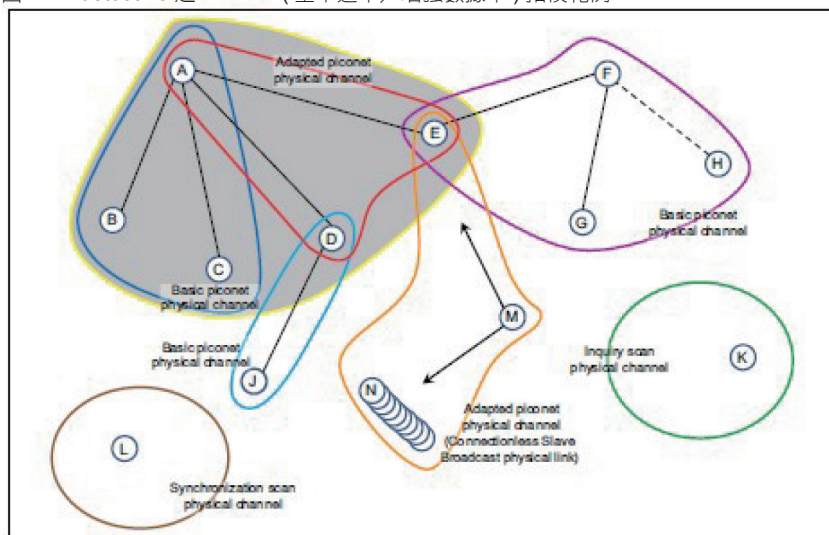 A
Adapted piconet
physical channel
F
E
H
B
G
D
Basic piconet
physical channel
C
Basic piconet
physical channel
M
Basic piconet
physical channel
Inquiry scan
physical channel
K
J
N
Adapted piconet
physical channel
(Connectionless Slave
Broadcast physical link)
L
Synchronization scan
physical channel